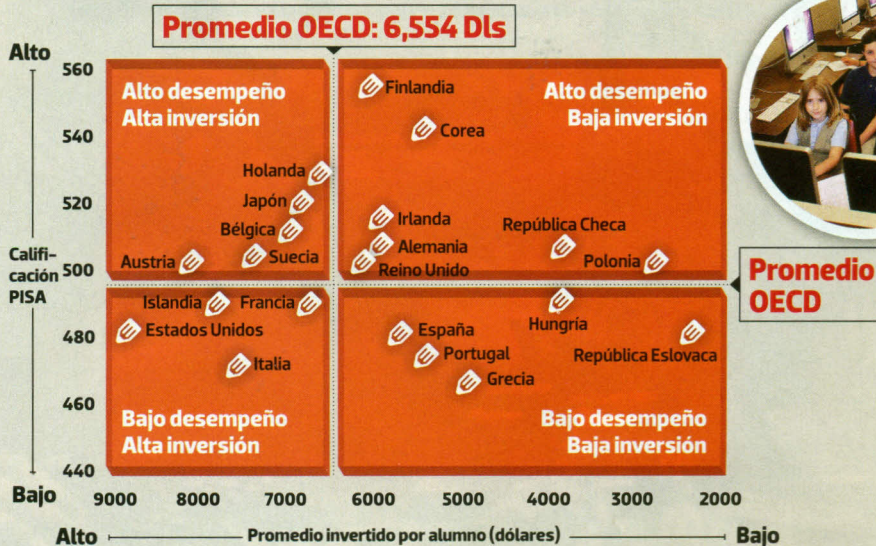 Promedio OECD: 6,554 Dls
Alto
560
540
520
500
480
460
440
Bajo
Califi-
cación
PISA
Alto desempeño
Alta inversión
Holanda
Japón
Bélgica
Austria
Suecia
Alto desempeño
Baja inversión
Finlandia
Corea
Irlanda
Alemania
Reino Unido
República Checa
Polonia
Promedio
OECD
Islandia
Francia
Estados Unidos
Italia
Bajo desempeño
Alta inversión
España
Portugal
Grecia
Hungría
República Eslovaca
Bajo desempeño
Baja inversión
9000 8000 7000 6000 5000 4000 3000 2000
Alto Promedio invertido por alumno (dólares) Bajo